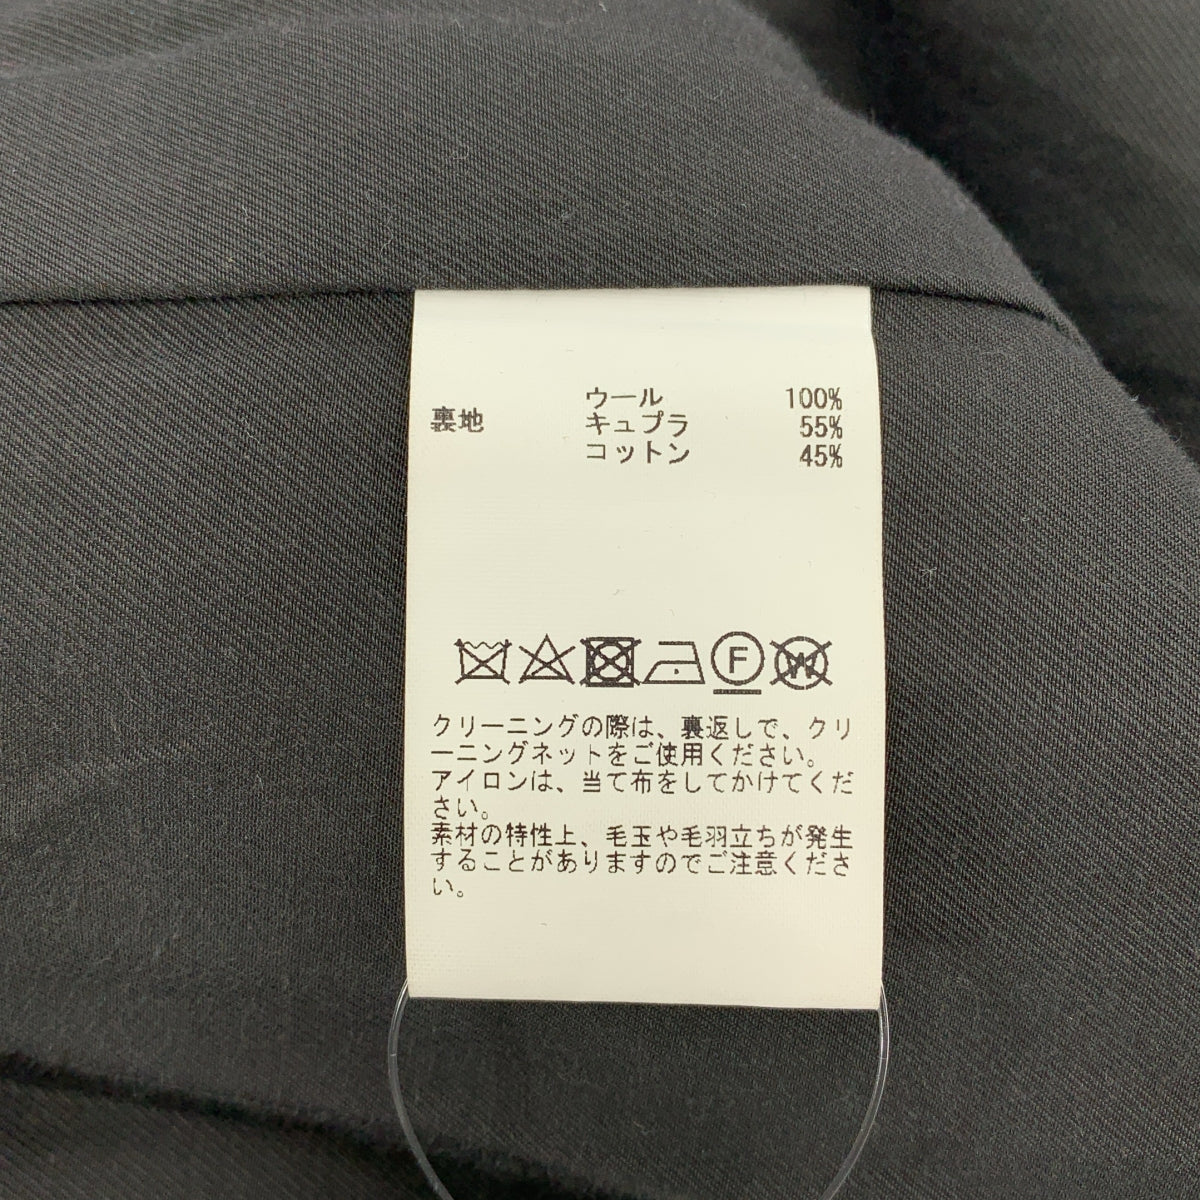 ウール 100%
裏地 キュプラ 55%
コットン 45%
F W
クリーニングの際は、裏返しで、クリ
ーニングネットをご使用ください。
アイロンは、当て布をしてかけてくだ
さい。
素材の特性上、毛玉や毛羽立ちが発生
することがありますのでご注意くださ
い。